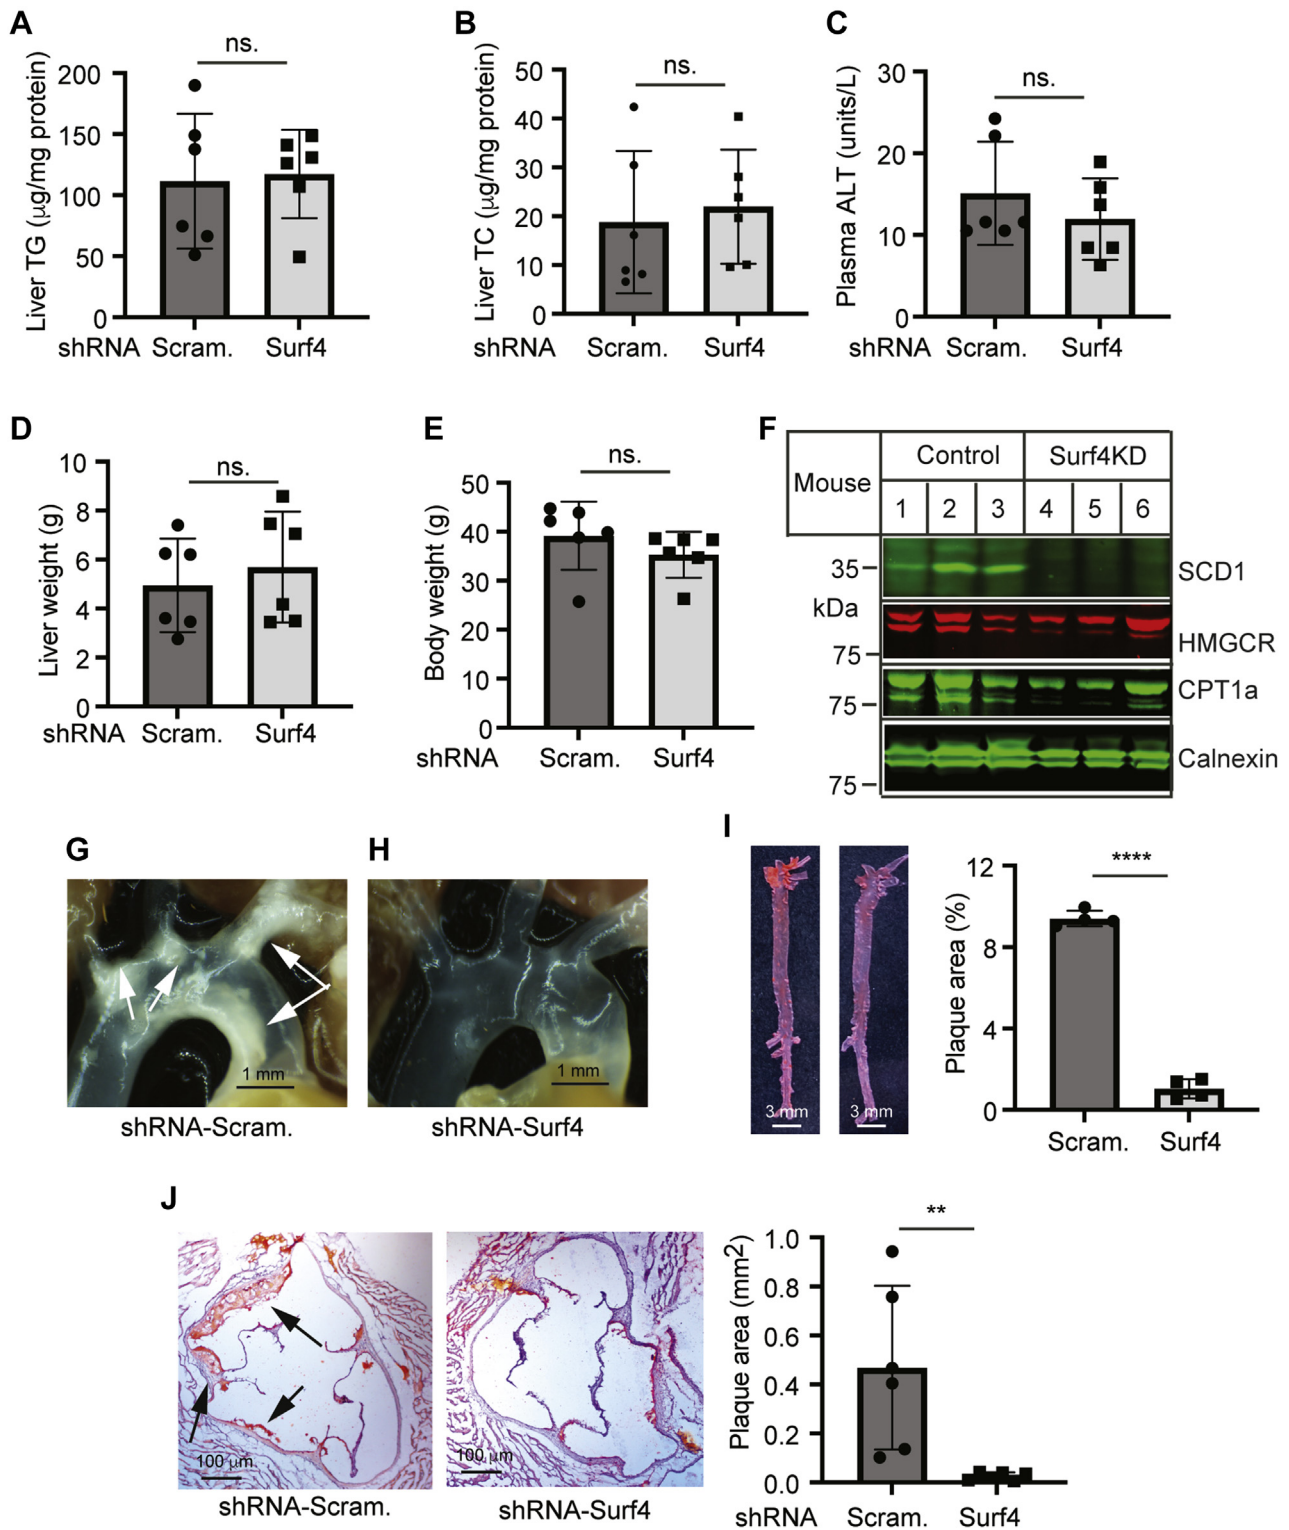 A
ns.
Liver TG (µg/mg protein)
200
150
100
50
0
shRNA Scram. Surf4
B
ns.
Liver TC (µg/mg protein)
50
40
30
20
10
0
shRNA Scram. Surf4
C
ns.
Plasma ALT (units/L)
30
20
10
0
shRNA Scram. Surf4
D
ns.
Liver weight (g)
10
8
6
4
2
0
shRNA Scram. Surf4
E
ns.
Body weight (g)
50
40
30
20
10
0
shRNA Scram. Surf4
F
Mouse Control Surf4KD
1 2 3 4 5 6
35 SCD1
kDa
75 HMGCR
75 CPT1a
75 Calnexin
G
1 mm
shRNA-Scram.
H
1 mm
shRNA-Surf4
I
3 mm
3 mm
****
Plaque area (%)
12
8
4
0
Scram. Surf4
J
100 µm
shRNA-Scram.
100 µm
shRNA-Surf4
**
Plaque area (mm2)
1.0
0.8
0.6
0.4
0.2
0.0
shRNA Scram. Surf4